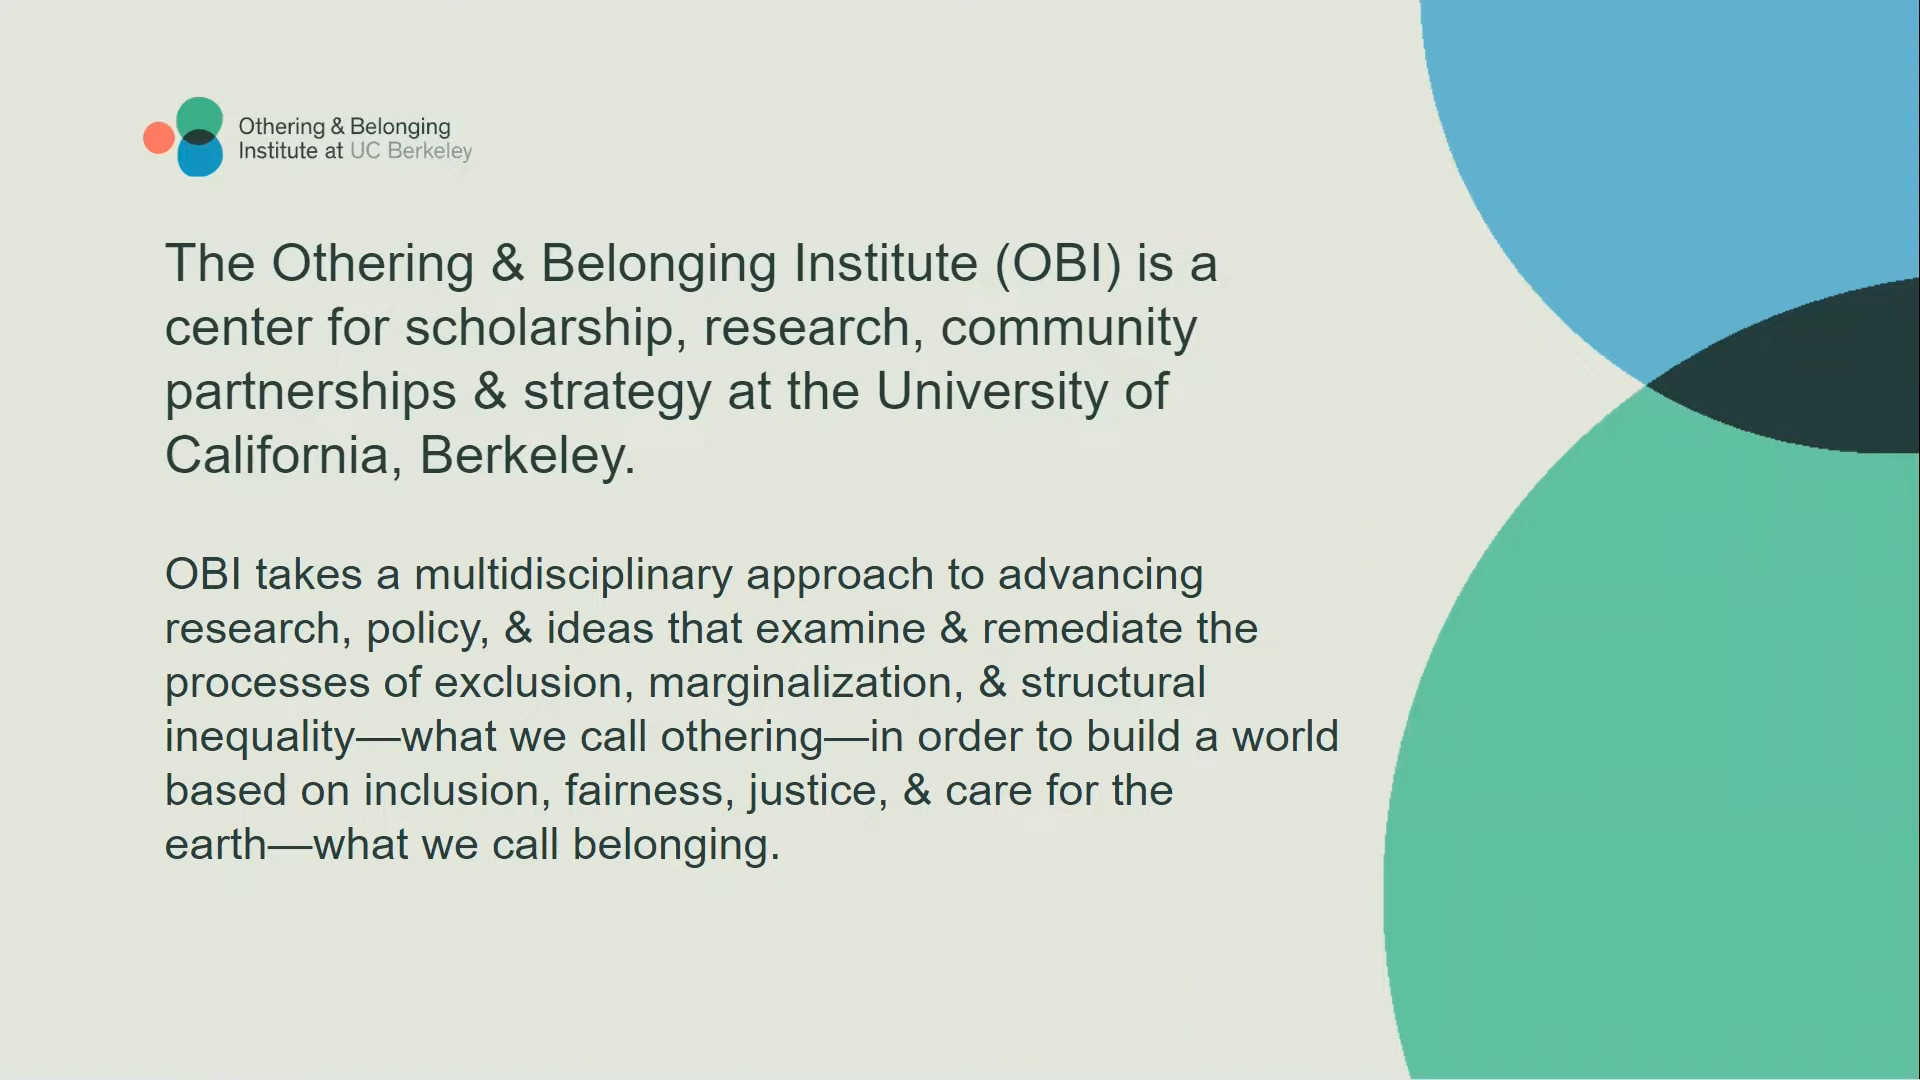 Othering & Belonging
Institute at UC Berkeley
The Othering & Belonging Institute (OBI) is a
center for scholarship, research, community
partnerships & strategy at the University of
California, Berkeley.
OBI takes a multidisciplinary approach to advancing
research, policy, & ideas that examine & remediate the
processes of exclusion, marginalization, & structural
inequality—what we call othering—in order to build a world
based on inclusion, fairness, justice, & care for the
earth—what we call belonging.